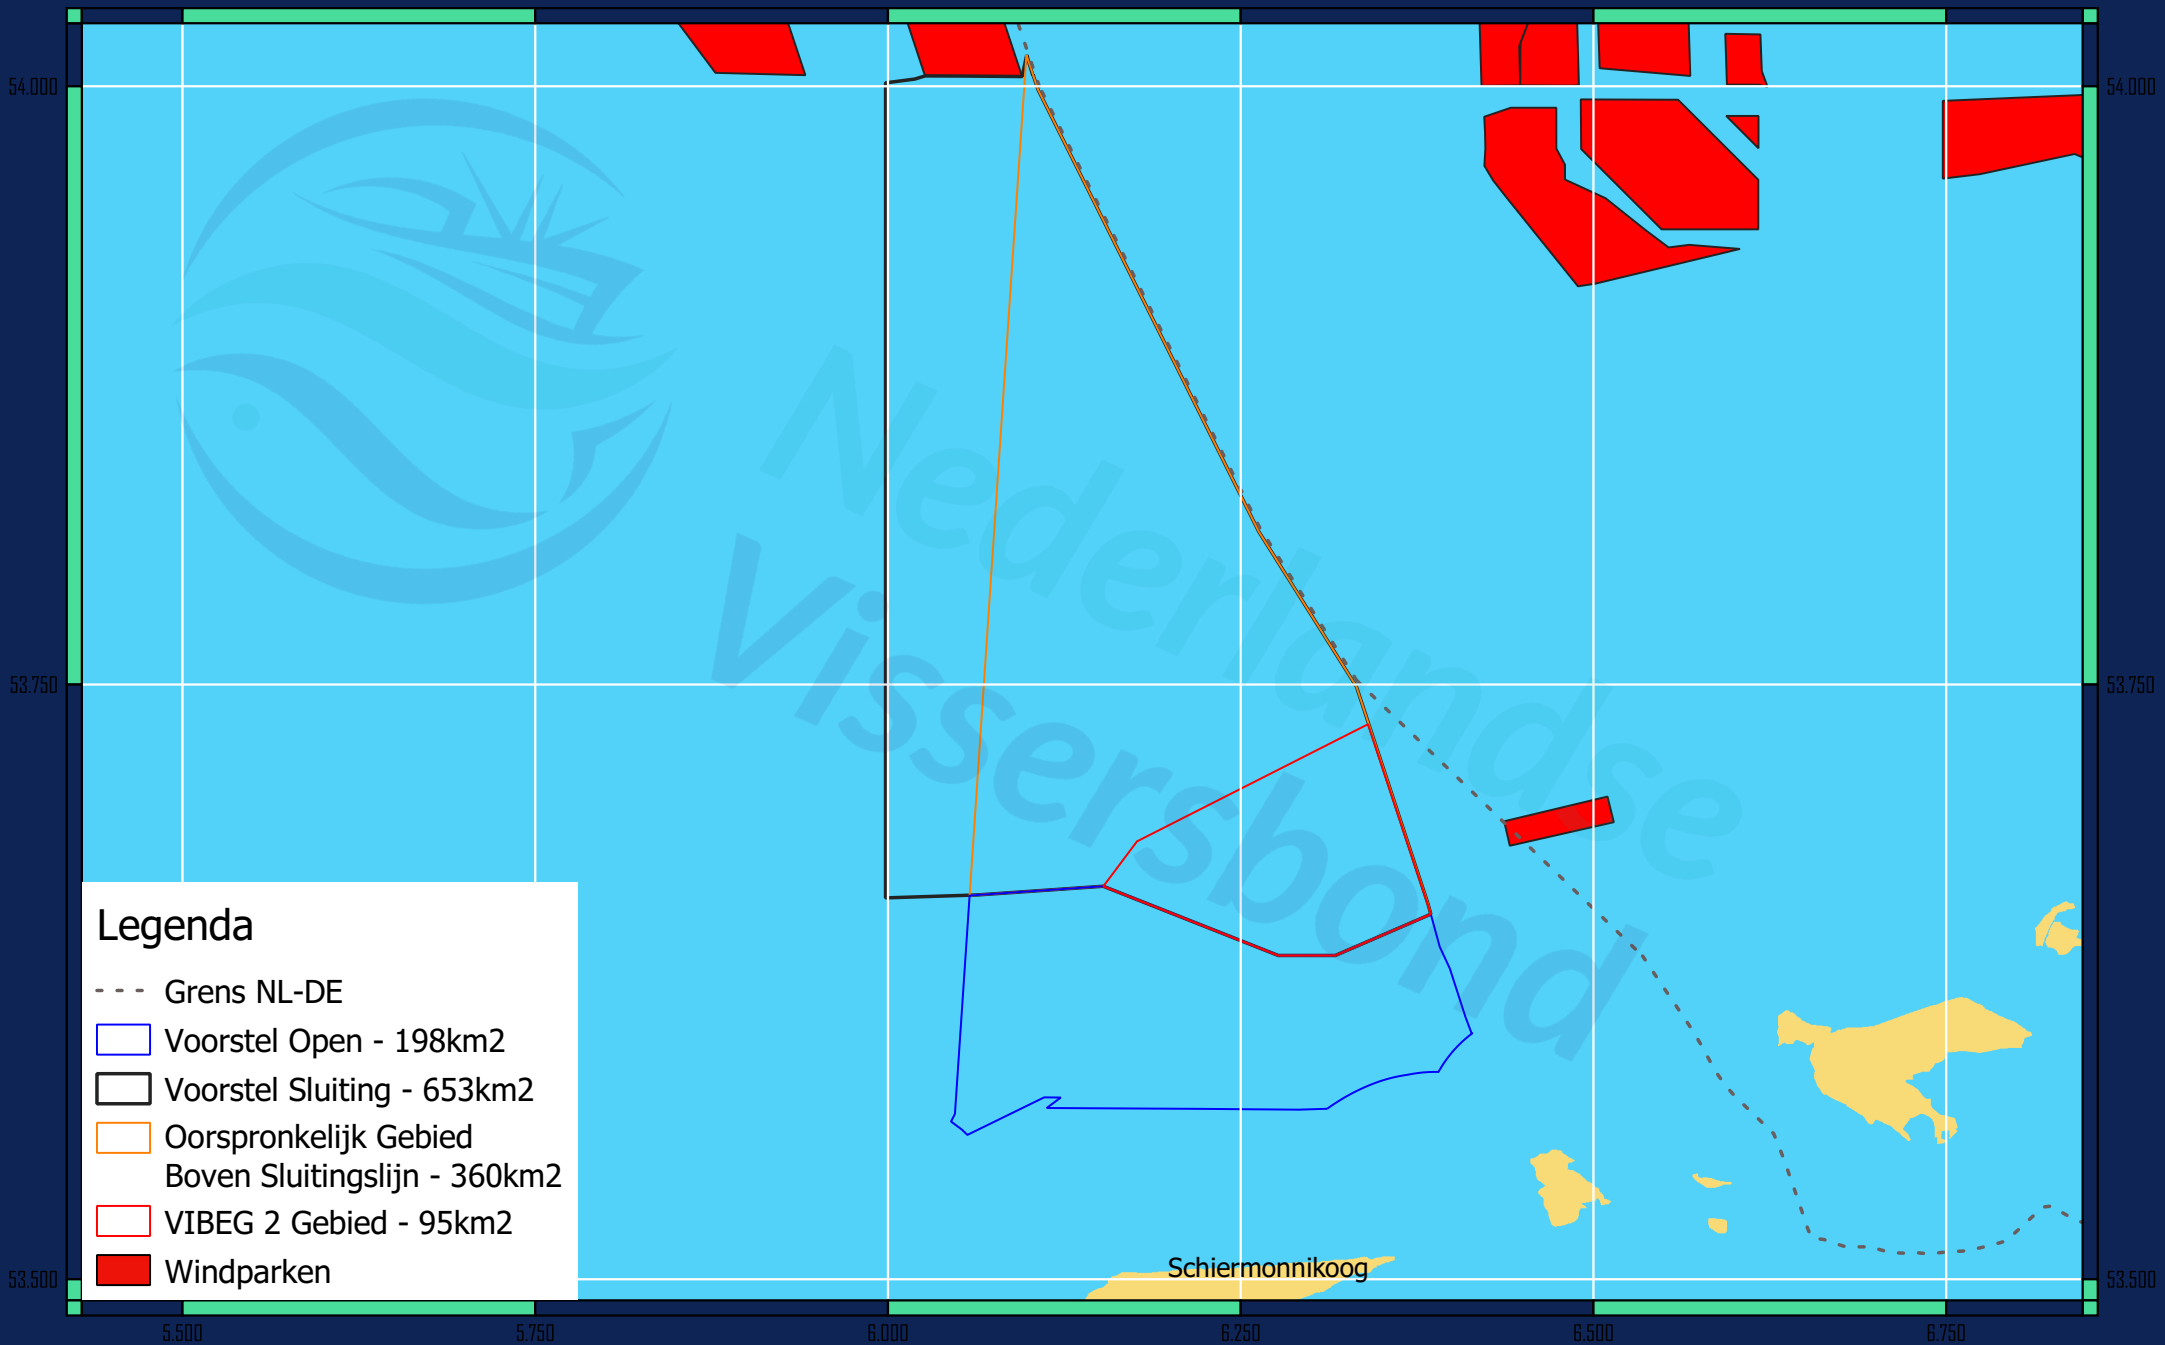 54.000
54.000
Nederlandse
Vissersbond
53.750
53.750
Legenda
Grens NL-DE
Voorstel Open - 198km2
Voorstel Sluiting - 653km2
Oorspronkelijk Gebied
Boven Sluitingslijn - 360km2
VIBEG 2 Gebied - 95km2
Windparken
Schiermonnikoog
53.500
53.500
5.500
5.750
6.000
6.250
6.500
6.750